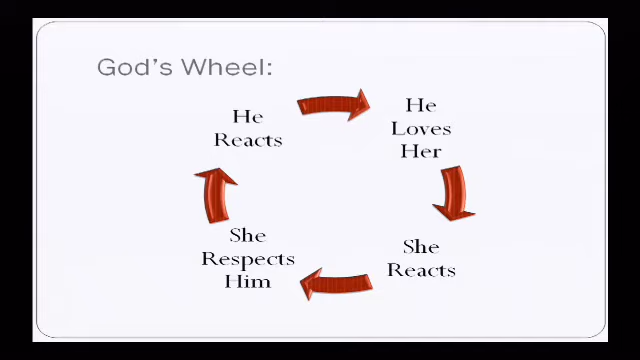 God's Wheel:
He
Reacts
He
Loves
Her
She
Reacts
She
Respects
Him